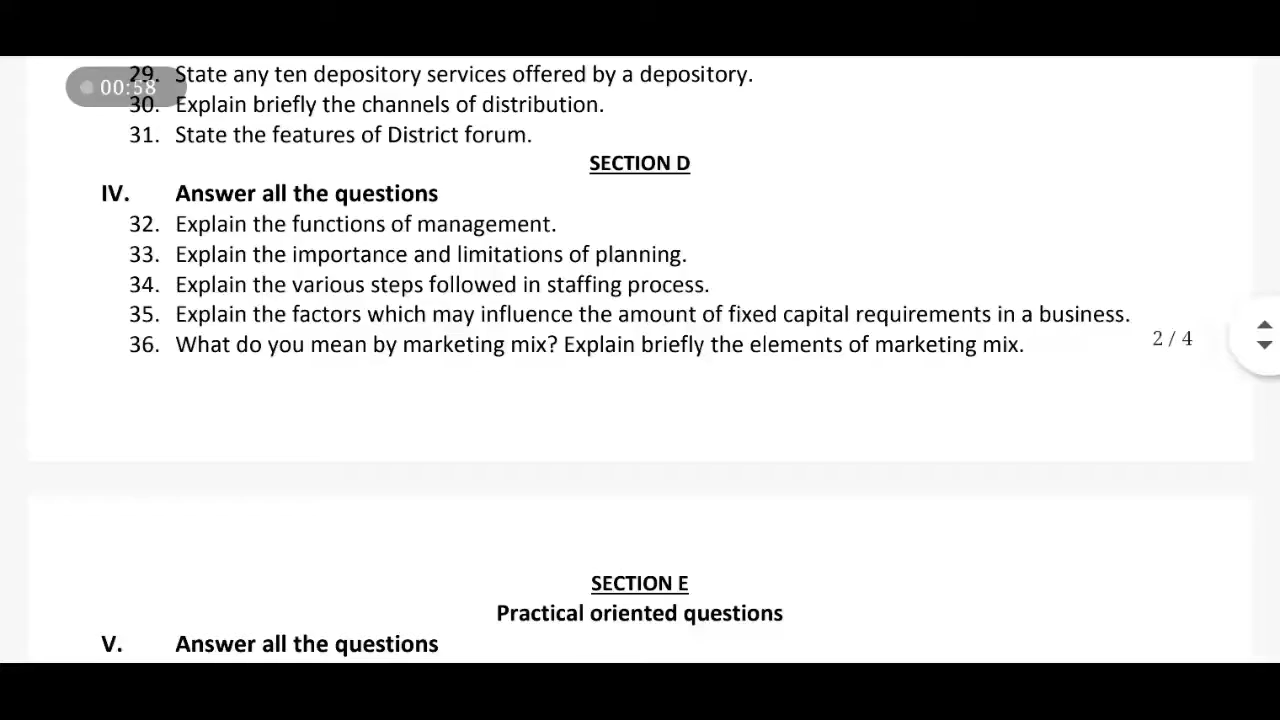 29. State any ten depository services offered by a depository.
00:58
30. Explain briefly the channels of distribution.
31. State the features of District forum.
SECTION D
IV. Answer all the questions
32. Explain the functions of management.
33. Explain the importance and limitations of planning.
34. Explain the various steps followed in staffing process.
35. Explain the factors which may influence the amount of fixed capital requirements in a business.
36. What do you mean by marketing mix? Explain briefly the elements of marketing mix.
2 / 4
SECTION E
Practical oriented questions
V. Answer all the questions